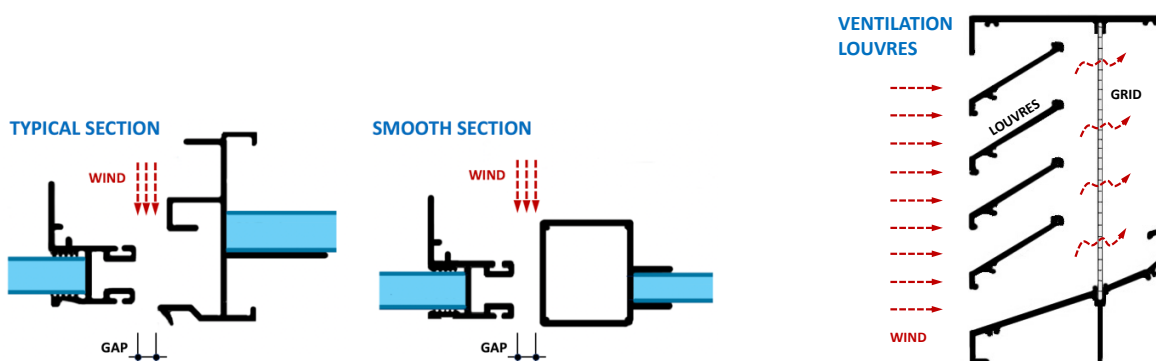 TYPICAL SECTION
WIND
GAP
SMOOTH SECTION
WIND
GAP
VENTILATION
LOUVRES
LOUVRES
GRID
WIND